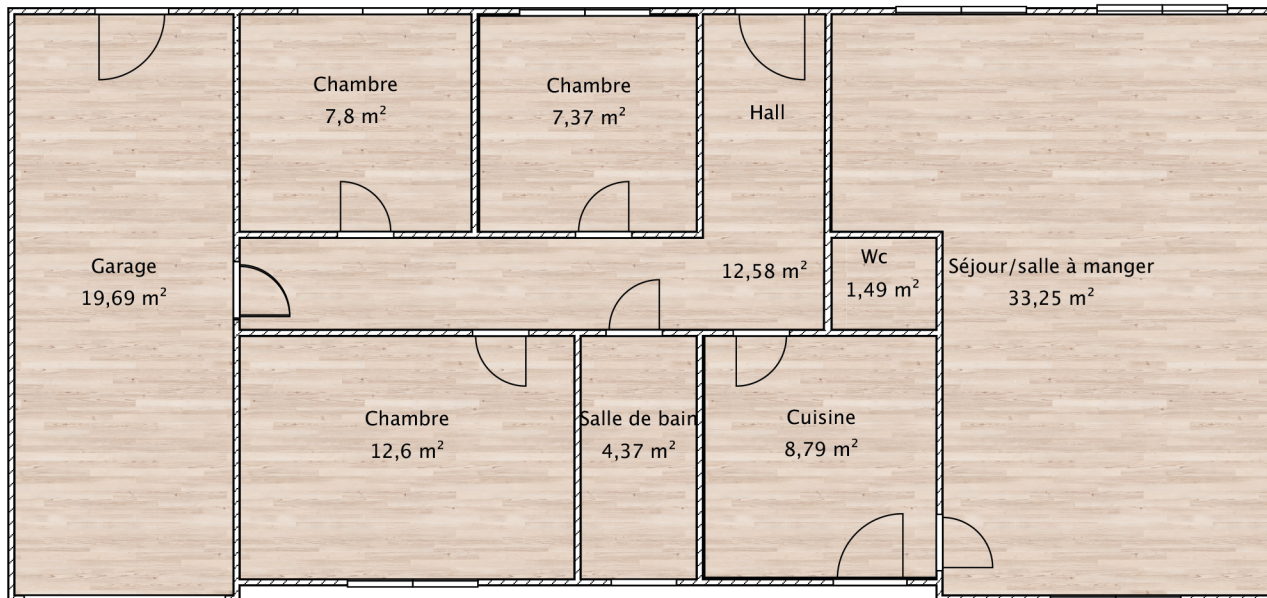 Chambre
7,8 m²
Chambre
7,37 m²
Hall
Garage
19,69 m²
12,58 m²
Wc
1,49 m²
Séjour/salle à manger
33,25 m²
Chambre
12,6 m²
Salle de bain
4,37 m²
Cuisine
8,79 m²